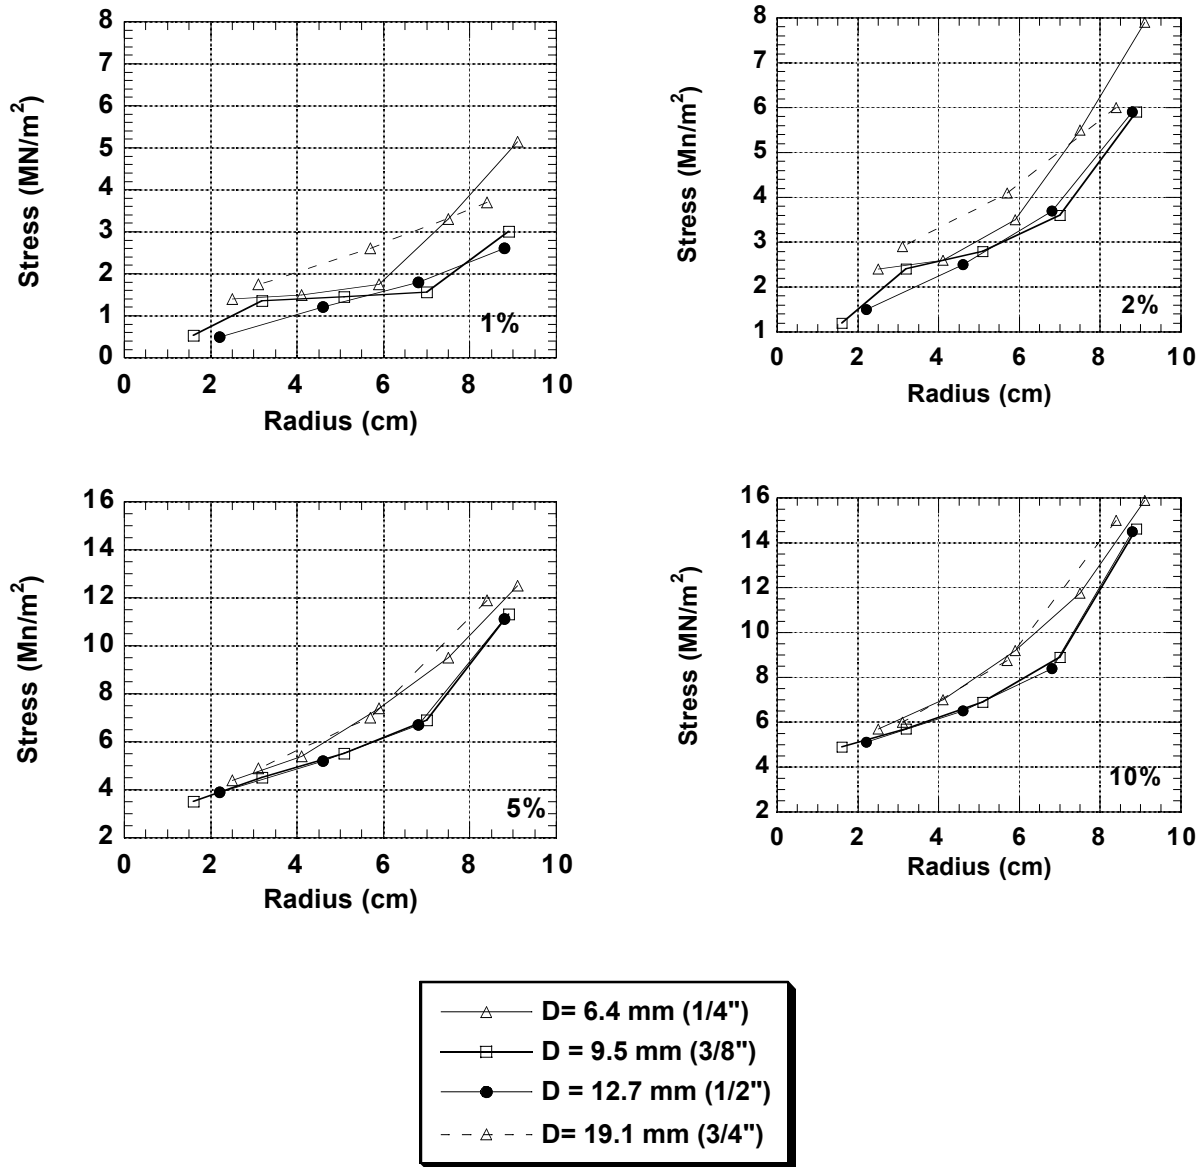 8
7
6
5
4
3
2
1
0
Stress (MN/m²)
1%
0 2 4 6 8 10
Radius (cm)
8
7
6
5
4
3
2
1
Stress (Mn/m²)
2%
0 2 4 6 8 10
Radius (cm)
16
14
12
10
8
6
4
2
Stress (Mn/m²)
5%
0 2 4 6 8 10
Radius (cm)
16
14
12
10
8
6
4
2
Stress (MN/m²)
10%
0 2 4 6 8 10
Radius (cm)
D= 6.4 mm (1/4")
D = 9.5 mm (3/8")
D = 12.7 mm (1/2")
D= 19.1 mm (3/4")